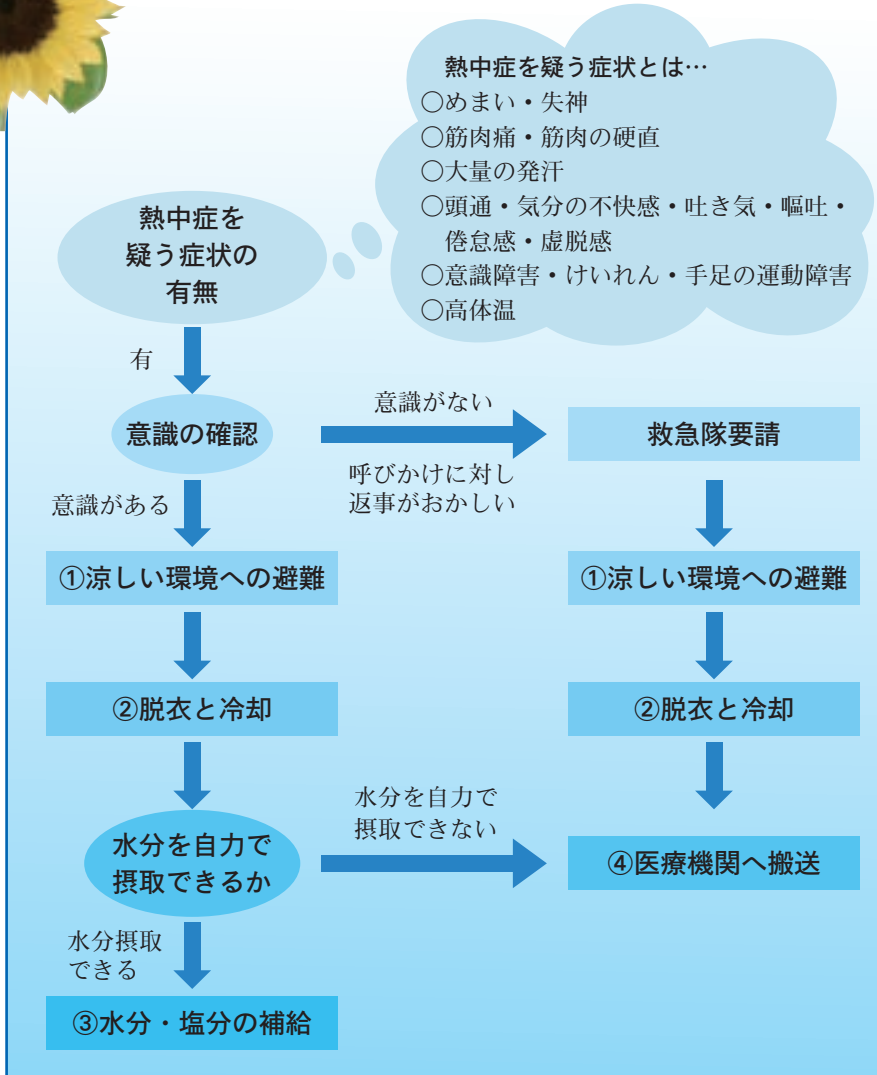 熱中症を疑う症状とは…
○めまい・失神
○筋肉痛・筋肉の硬直
○大量の発汗
○頭通・気分の不快感・吐き気・嘔吐・
倦怠感・虚脱感
○意識障害・けいれん・手足の運動障害
○高体温
熱中症を
疑う症状の
有無
有
意識の確認
意識がない
呼びかけに対し
返事がおかしい
救急隊要請
意識がある
①涼しい環境への避難
①涼しい環境への避難
②脱衣と冷却
②脱衣と冷却
水分を自力で
摂取できるか
水分を自力で
摂取できない
④医療機関へ搬送
水分摂取
できる
③水分・塩分の補給